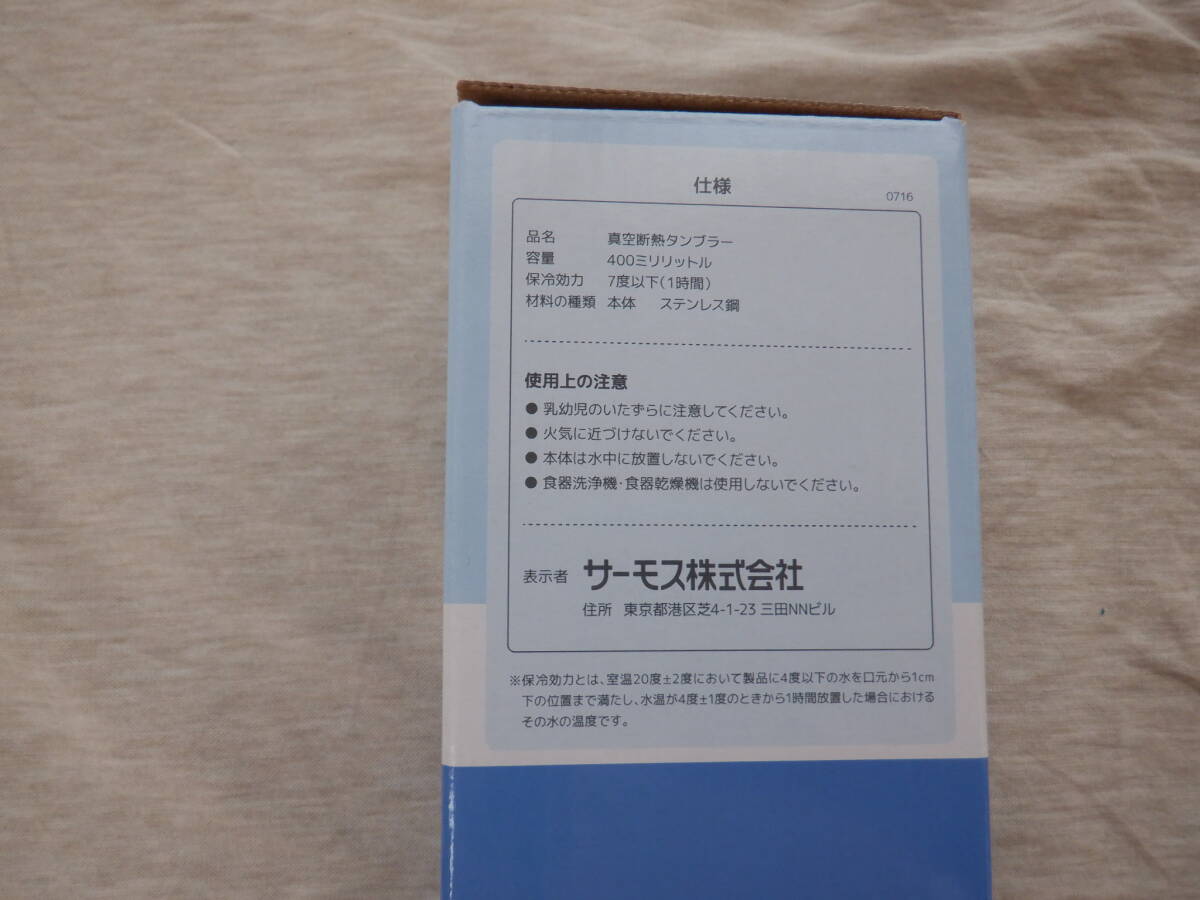 仕様
0716
品名 真空断熱タンブラー
容量 400ミリリットル
保冷効力 7度以下(1時間)
材料の種類 本体 ステンレス鋼
使用上の注意
● 乳幼児のいたずらに注意してください。
● 火気に近づけないでください。
● 本体は水中に放置しないでください。
● 食器洗浄機・食器乾燥機は使用しないでください。
表示者 サーモス株式会社
住所 東京都港区芝4-1-23 三田NNビル
※保冷効力とは、室温20度±2度において製品に4度以下の水を口元から1cm
下の位置まで満たし、水温が4度±1度のときから1時間放置した場合における
その水の温度です。